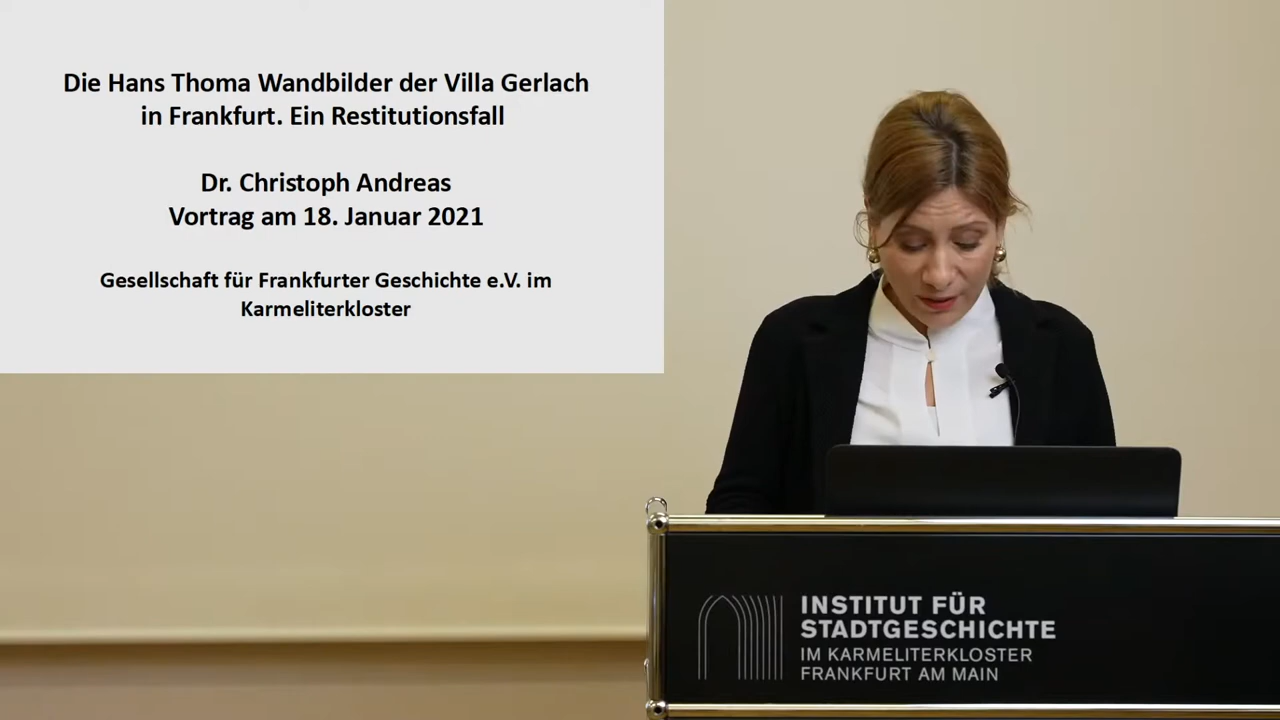 Die Hans Thoma Wandbilder der Villa Gerlach
in Frankfurt. Ein Restitutionsfall
Dr. Christoph Andreas
Vortrag am 18. Januar 2021
Gesellschaft für Frankfurter Geschichte e.V. im
Karmeliterkloster
INSTITUT FÜR
STADTGESCHICHTE
IM KARMELITERKLOSTER
FRANKFURT AM MAIN